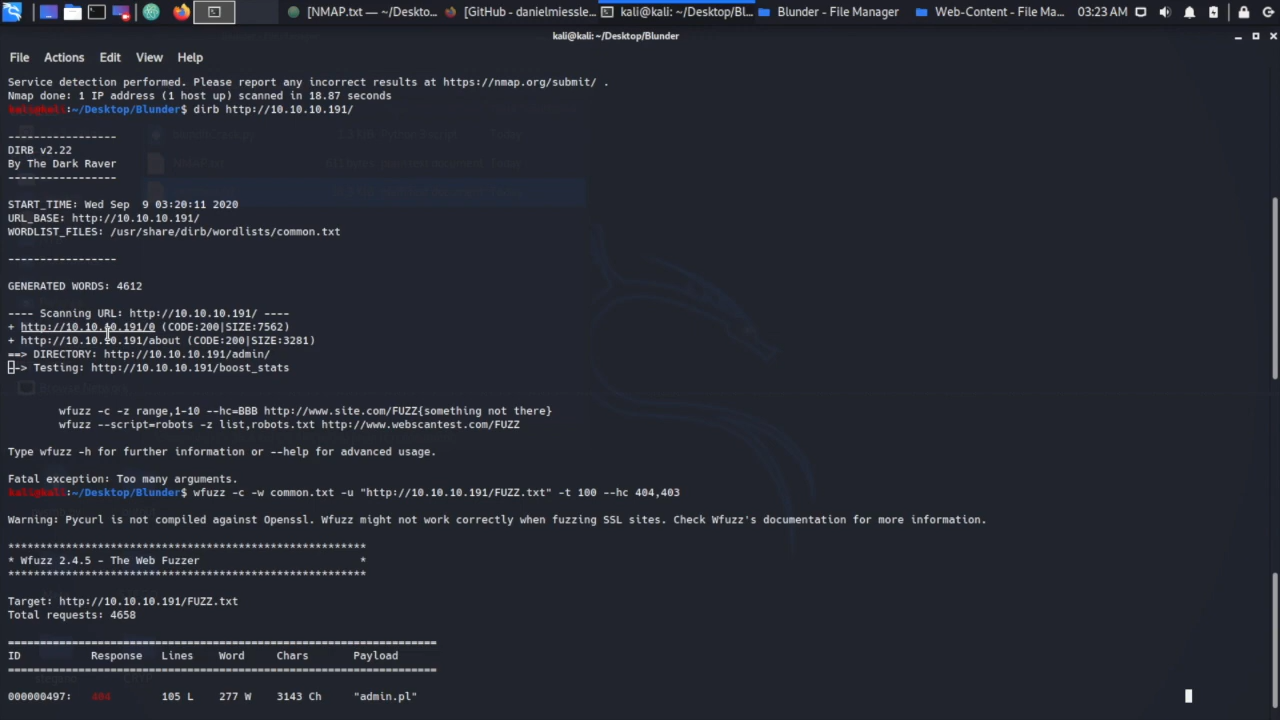 [NMAP.txt — ~/Deskto... [GitHub - danielmiessle... kali@kali: ~/Desktop/Bl... Blunder - File Manager Web-Content - File Ma... 03:23 AM
kali@kali: ~/Desktop/Blunder
File Actions Edit View Help
Service detection performed. Please report any incorrect results at https://nmap.org/submit/ .
Nmap done: 1 IP address (1 host up) scanned in 18.87 seconds
kali@kali:~/Desktop/Blunder$ dirb http://10.10.10.191/
-----------------
DIRB v2.22
By The Dark Raver
-----------------
START_TIME: Wed Sep  9 03:20:11 2020
URL_BASE: http://10.10.10.191/
WORDLIST_FILES: /usr/share/dirb/wordlists/common.txt
-----------------
GENERATED WORDS: 4612
---- Scanning URL: http://10.10.10.191/ ----
+ http://10.10.10.191/0 (CODE:200|SIZE:7562)
+ http://10.10.10.191/about (CODE:200|SIZE:3281)
==> DIRECTORY: http://10.10.10.191/admin/
--> Testing: http://10.10.10.191/boost_stats
wfuzz -c -z range,1-10 --hc=BBB http://www.site.com/FUZZ{something not there}
wfuzz --script=robots -z list,robots.txt http://www.webscantest.com/FUZZ
Type wfuzz -h for further information or --help for advanced usage.
Fatal exception: Too many arguments.
kali@kali:~/Desktop/Blunder$ wfuzz -c -w common.txt -u "http://10.10.10.191/FUZZ.txt" -t 100 --hc 404,403
Warning: Pycurl is not compiled against Openssl. Wfuzz might not work correctly when fuzzing SSL sites. Check Wfuzz's documentation for more information.
********************************************************
* Wfuzz 2.4.5 - The Web Fuzzer                         *
********************************************************
Target: http://10.10.10.191/FUZZ.txt
Total requests: 4658
===================================================================
ID           Response   Lines    Word     Chars       Payload
===================================================================
000000497:   404        105 L    277 W    3143 Ch     "admin.pl"